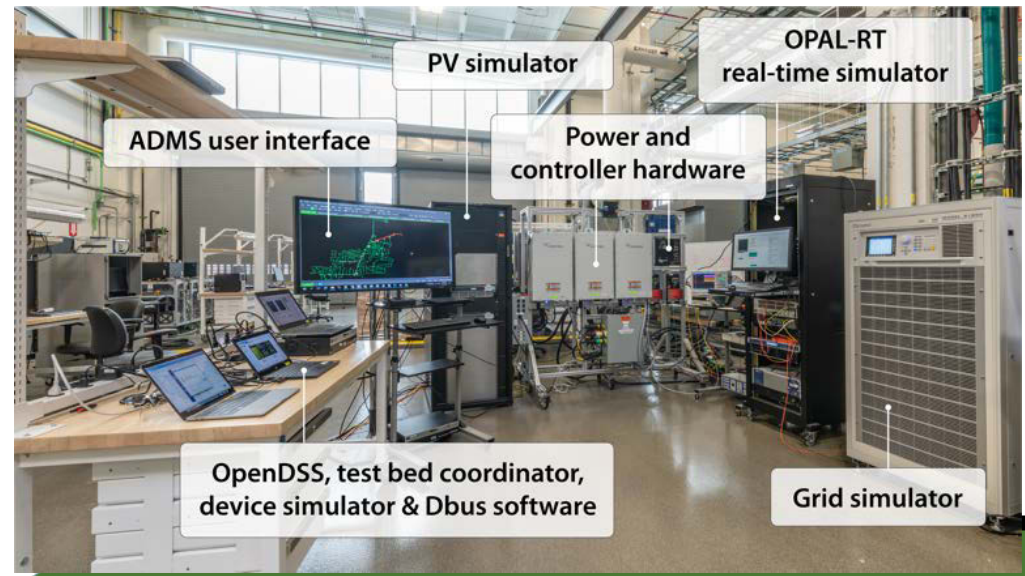 PV simulator
OPAL-RT
real-time simulator
ADMS user interface
Power and
controller hardware
OpenDSS, test bed coordinator,
device simulator & Dbus software
Grid simulator